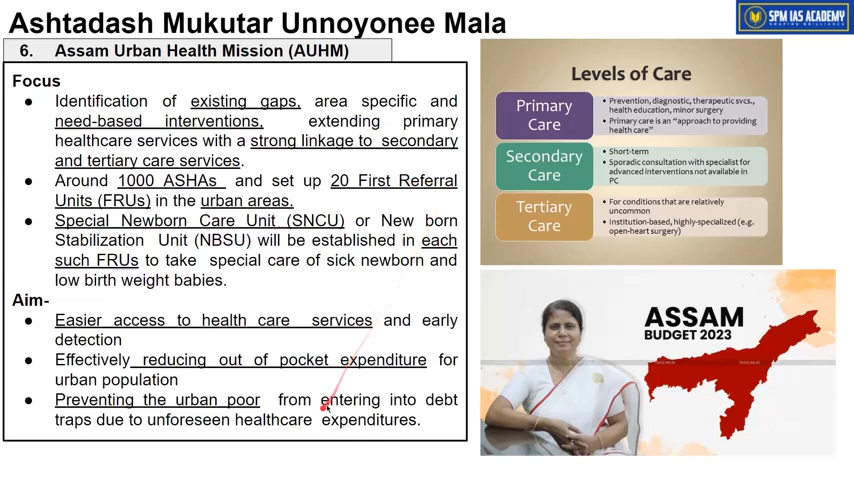 Ashtadash Mukutar Unnoyonee Mala
SPM IAS ACADEMY
SHAPING BRILLIANCE
6. Assam Urban Health Mission (AUHM)
Focus
● Identification of existing gaps, area specific and
need-based interventions, extending primary
healthcare services with a strong linkage to secondary
and tertiary care services.
● Around 1000 ASHAs and set up 20 First Referral
Units (FRUs) in the urban areas.
● Special Newborn Care Unit (SNCU) or New born
Stabilization Unit (NBSU) will be established in each
such FRUs to take special care of sick newborn and
low birth weight babies.
Aim-
● Easier access to health care services and early
detection
● Effectively reducing out of pocket expenditure for
urban population
● Preventing the urban poor from entering into debt
traps due to unforeseen healthcare expenditures.
Levels of Care
Primary
Care
• Prevention, diagnostic, therapeutic svcs.,
health education, minor surgery
• Primary care is an "approach to providing
health care"
Secondary
Care
• Short-term
• Sporadic consultation with specialist for
advanced interventions not available in
PC
Tertiary
Care
• For conditions that are relatively
uncommon
• Institution-based, highly-specialized (e.g.
open-heart surgery)
ASSAM
BUDGET 2023